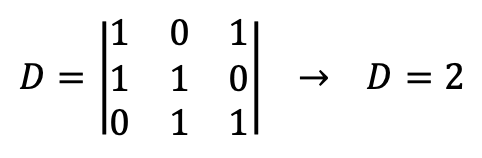 1 0 1
D = |1 1 0| → D = 2
0 1 1